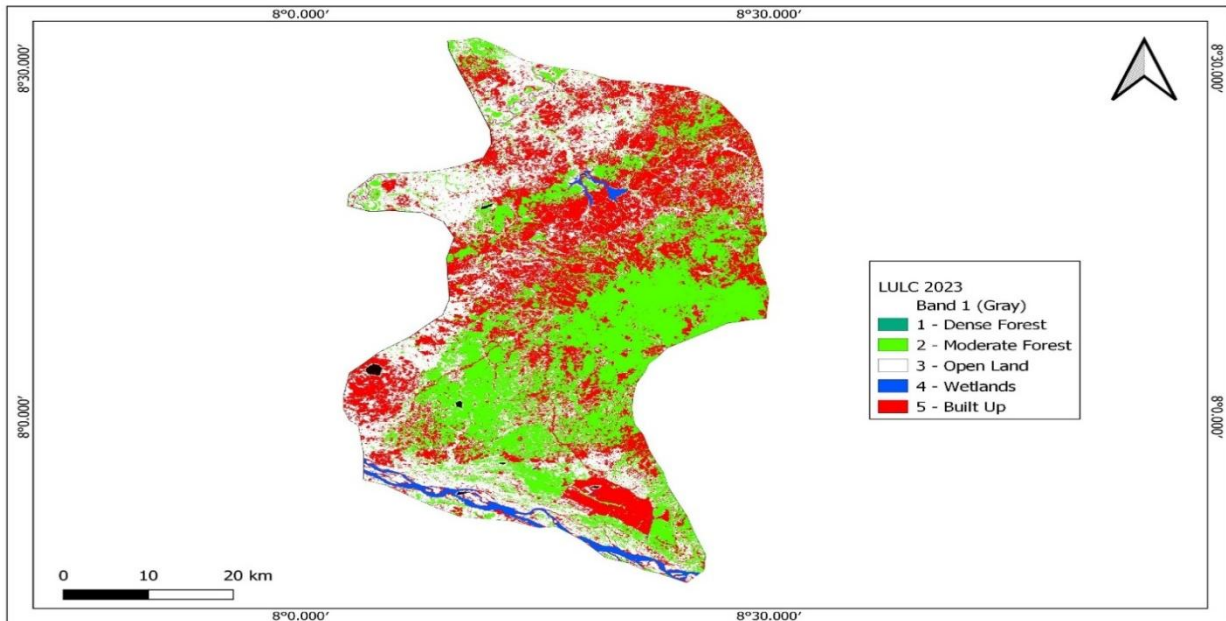 8°0.000′ 8°30.000′
8°30.000′ 8°30.000′
LULC 2023
Band 1 (Gray)
1 - Dense Forest
2 - Moderate Forest
3 - Open Land
4 - Wetlands
5 - Built Up
8°0.000′ 8°0.000′
0 10 20 km
8°0.000′ 8°30.000′